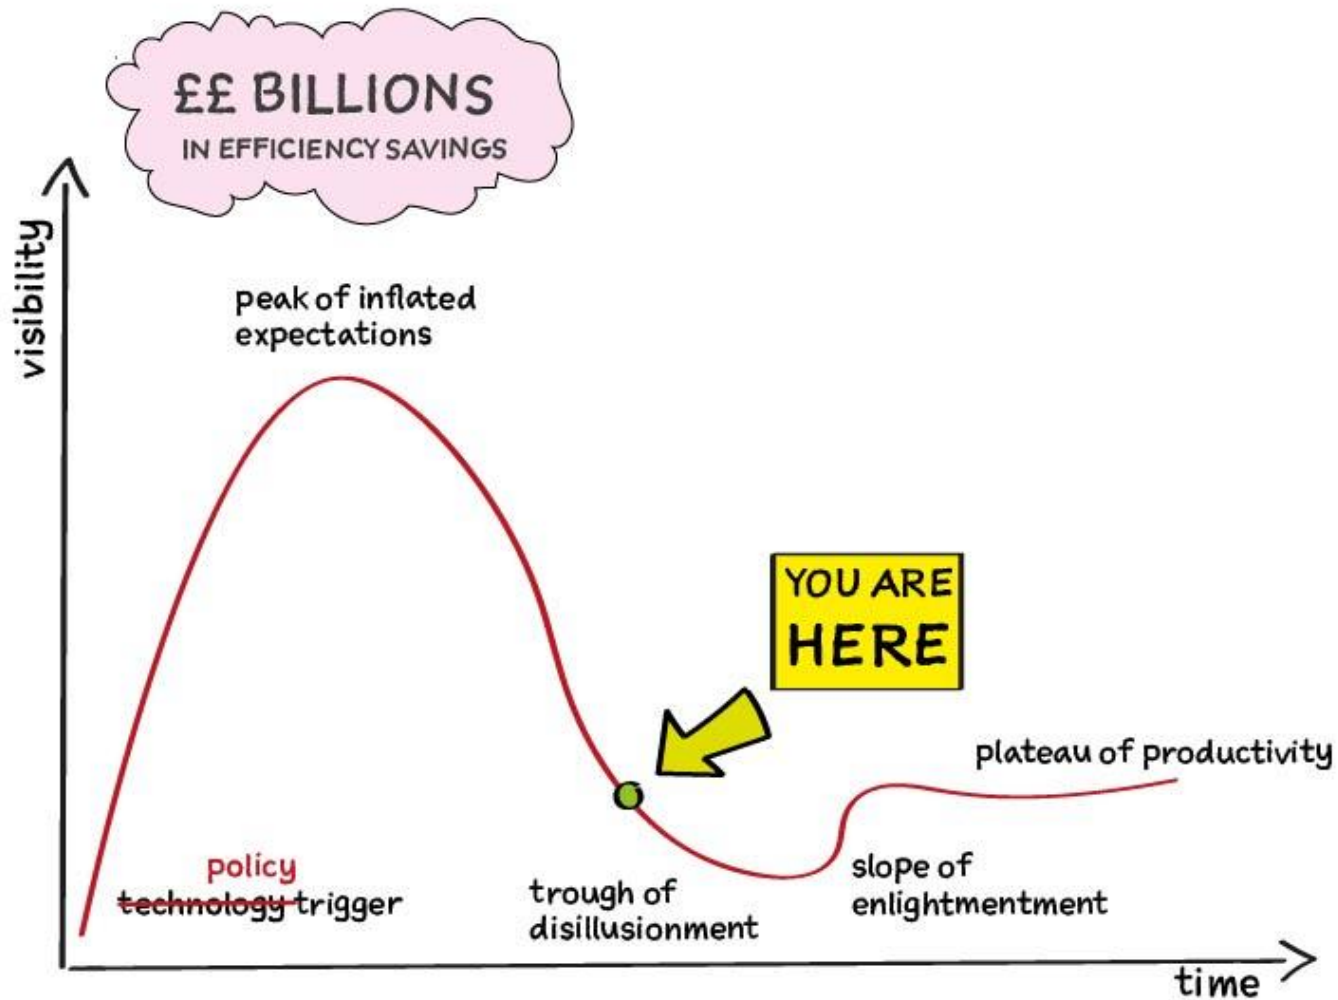 ££ BILLIONS
IN EFFICIENCY SAVINGS
visibility
peak of inflated
expectations
YOU ARE
HERE
plateau of productivity
policy
technology trigger
trough of
disillusionment
slope of
enlightmentment
time